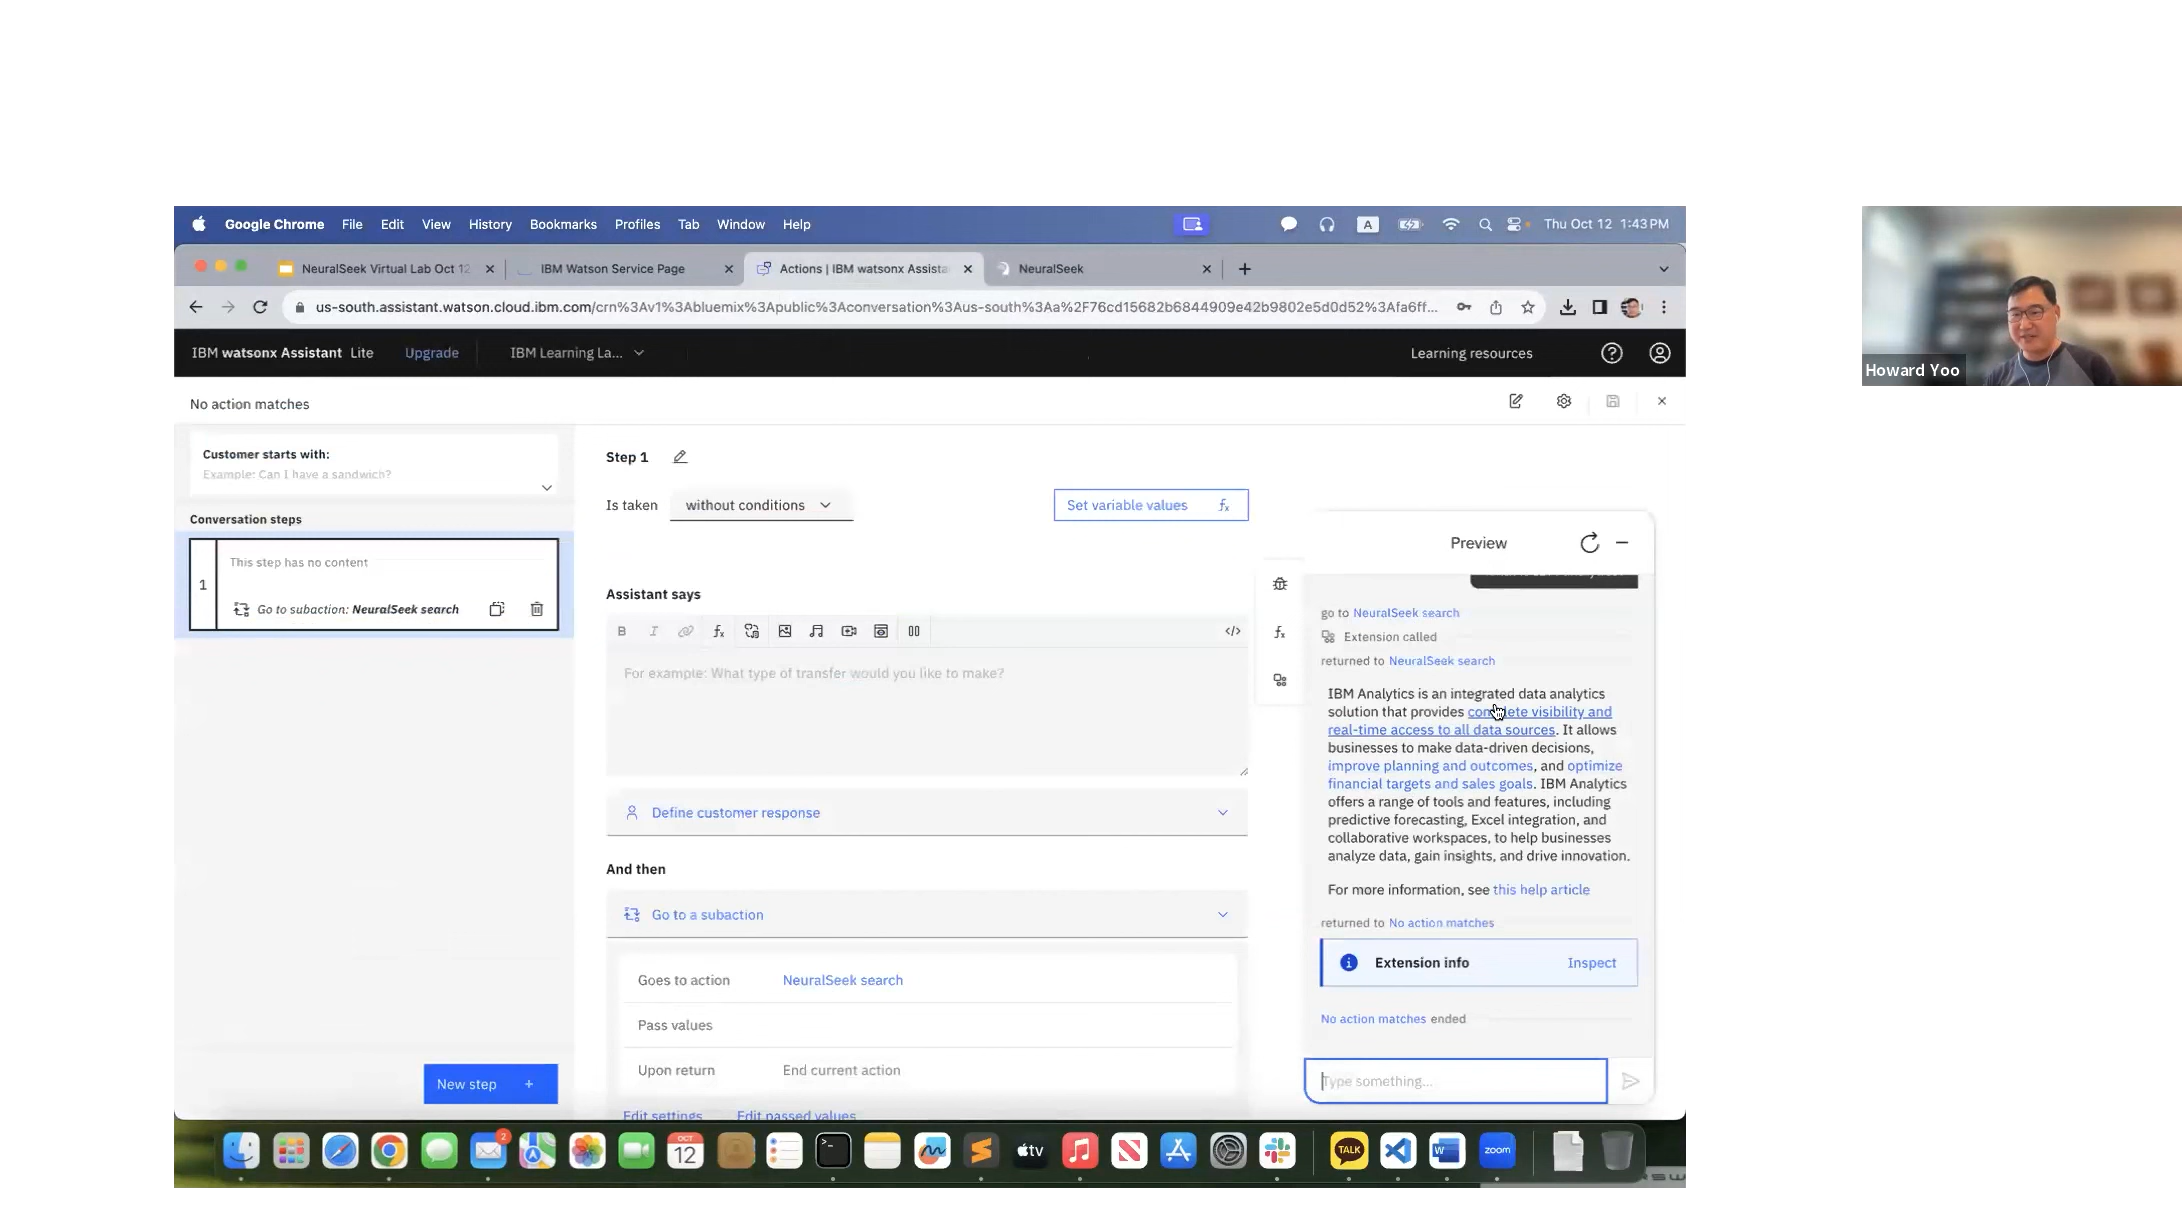 Google Chrome File Edit View History Bookmarks Profiles Tab Window Help
A
Thu Oct 12 1:43 PM
NeuralSeek Virtual Lab Oct 12
IBM Watson Service Page
Actions | IBM watsonx Assista
NeuralSeek
us-south.assistant.watson.cloud.ibm.com/crn%3Av1%3Abluemix%3Apublic%3Aconversation%3Aus-south%3Aa%2F76cd15682b6844909e42b9802e5d0d52%3Afa6ff...
IBM watsonx Assistant Lite
Upgrade
IBM Learning La...
Learning resources
Howard Yoo
No action matches
Customer starts with:
Example: Can I have a sandwich?
Conversation steps
1
This step has no content
Go to subaction: NeuralSeek search
New step +
Step 1
Is taken without conditions
Set variable values fx
Assistant says
B I fx </>
For example: What type of transfer would you like to make?
Define customer response
And then
Go to a subaction
Goes to action NeuralSeek search
Pass values
Upon return End current action
Edit settings Edit passed values
fx
Preview
go to NeuralSeek search
Extension called
returned to NeuralSeek search
IBM Analytics is an integrated data analytics
solution that provides complete visibility and
real-time access to all data sources. It allows
businesses to make data-driven decisions,
improve planning and outcomes, and optimize
financial targets and sales goals. IBM Analytics
offers a range of tools and features, including
predictive forecasting, Excel integration, and
collaborative workspaces, to help businesses
analyze data, gain insights, and drive innovation.
For more information, see this help article
returned to No action matches
Extension info Inspect
No action matches ended
Type something...
2
OCT
12
tv
TALK
W
zoom